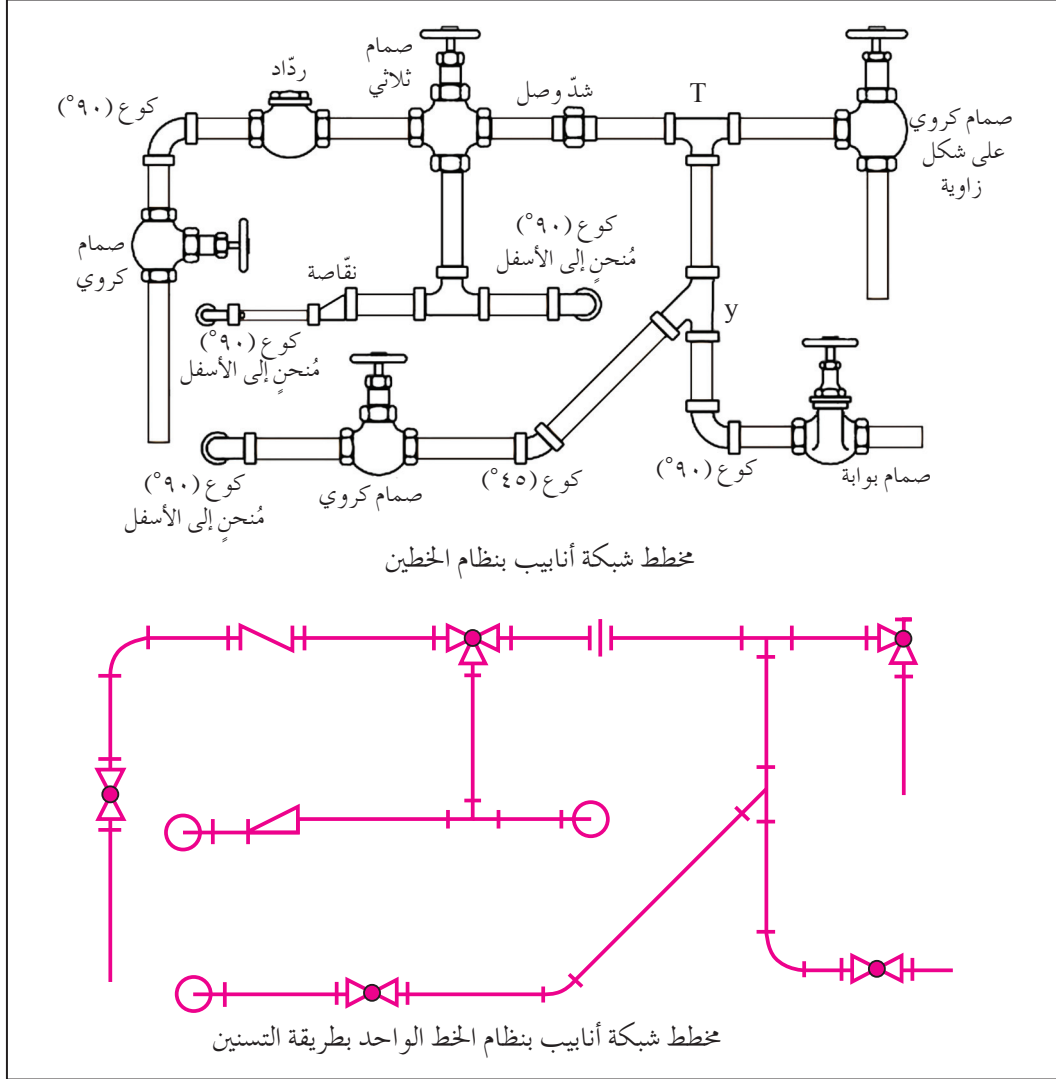 صمام
ثلاثي
ردّاد
كوع (٩٠°)
شدّ وصل
T
صمام كروي
على شكل
زاوية
صمام
كروي
كوع (٩٠°)
مُنحنٍ إلى الأسفل
نقّاصة
y
كوع (٩٠°)
مُنحنٍ إلى الأسفل
كوع (٩٠°)
مُنحنٍ إلى الأسفل
صمام كروي
كوع (٤٥°)
كوع (٩٠°)
صمام بوابة
مخطط شبكة أنابيب بنظام الخطين
مخطط شبكة أنابيب بنظام الخط الواحد بطريقة التسنين